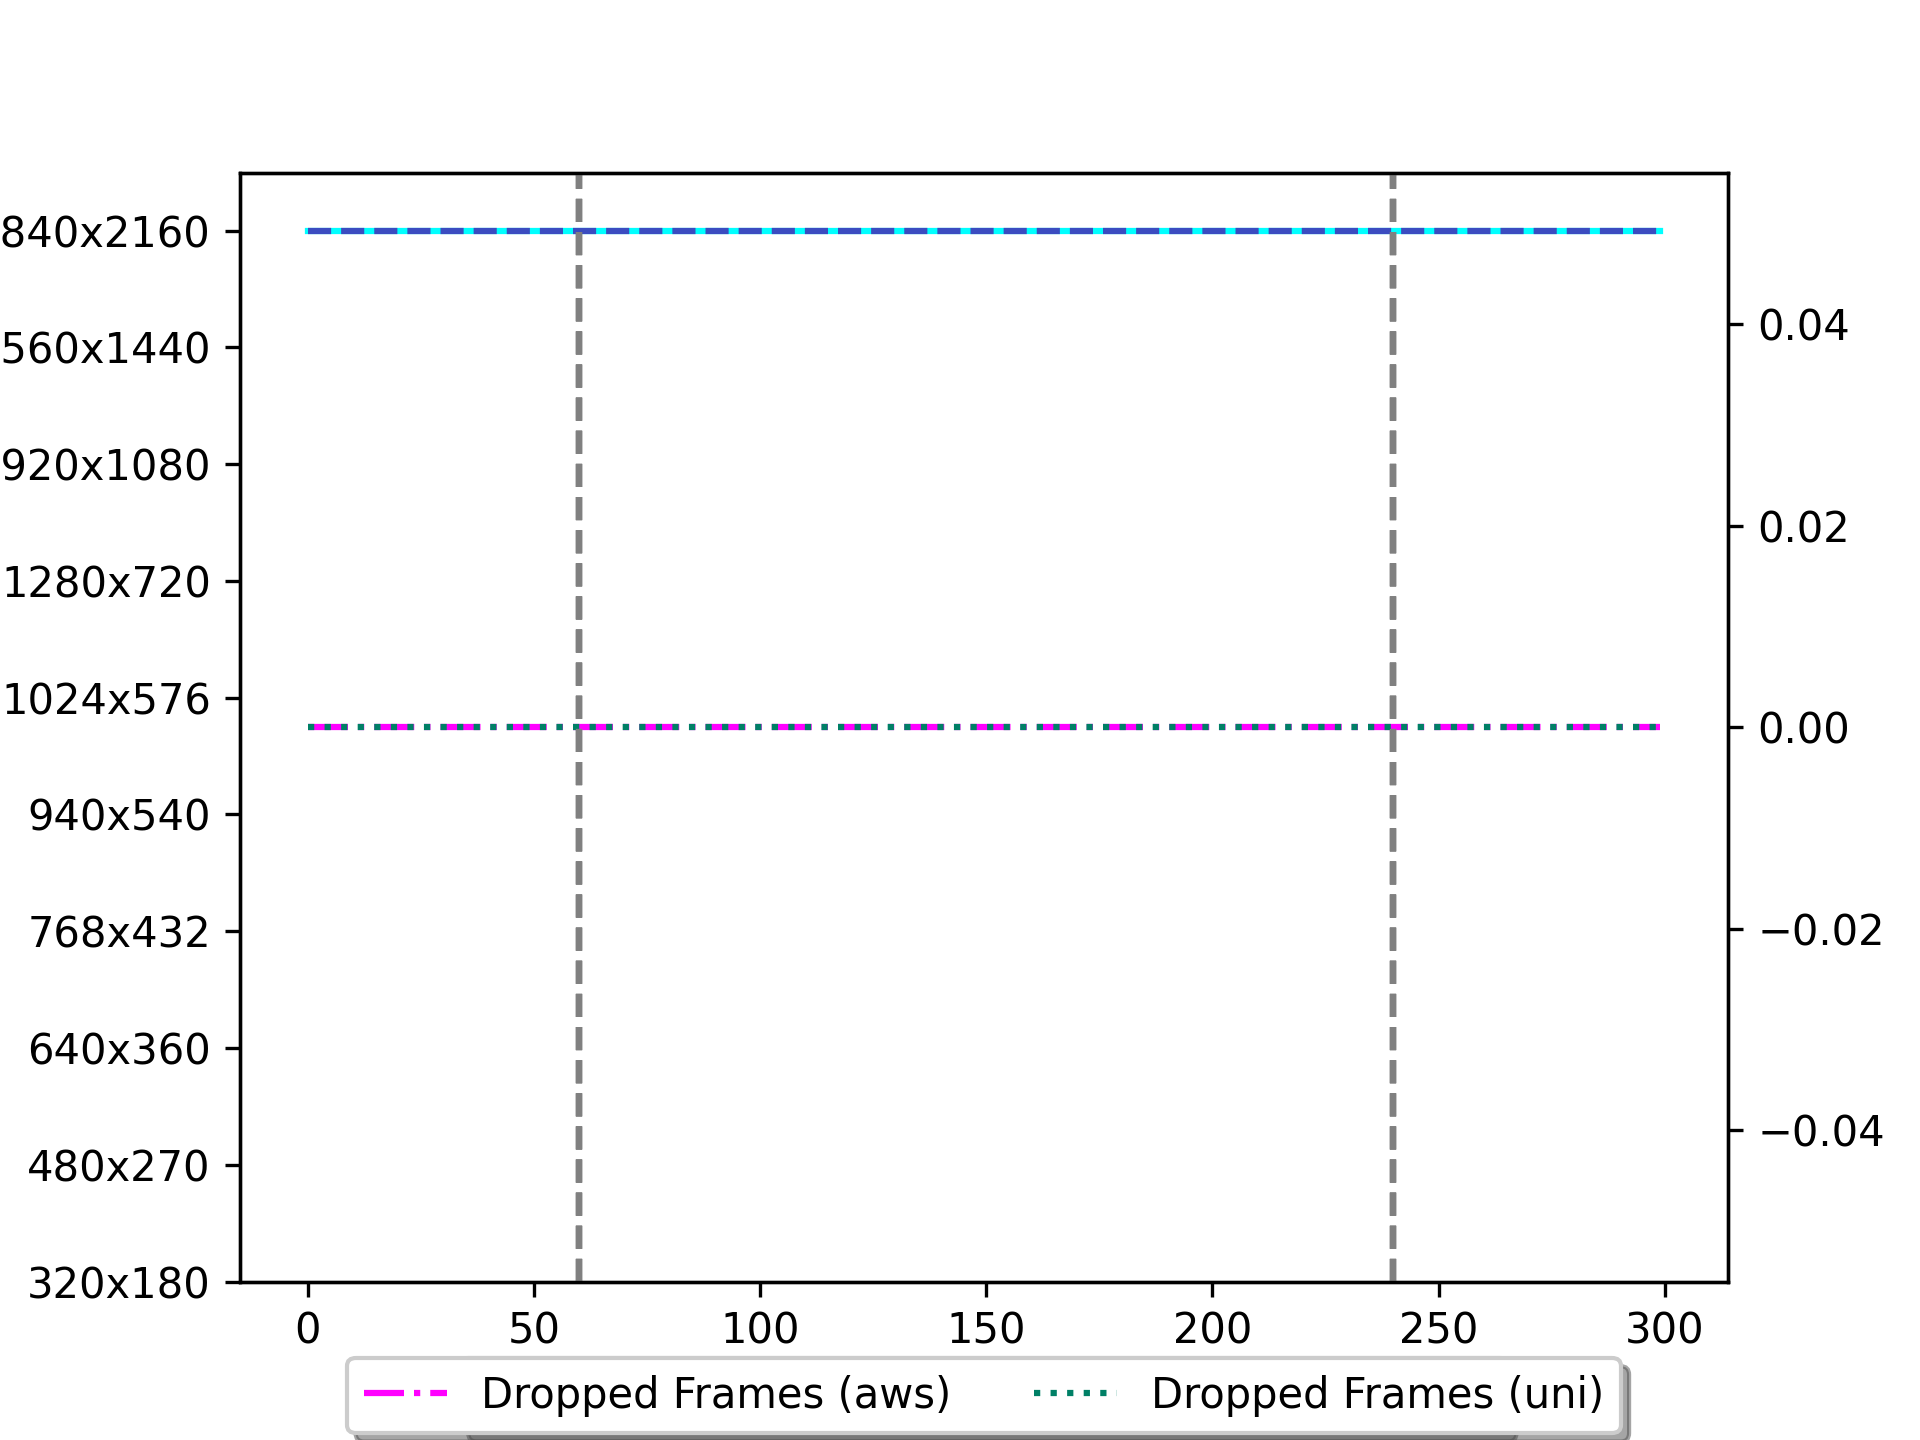 840x2160
560x1440
920x1080
1280x720
1024x576
940x540
768x432
640x360
480x270
320x180
0.04
0.02
0.00
−0.02
−0.04
0 50 100 150 200 250 300
Dropped Frames (aws) Dropped Frames (uni)